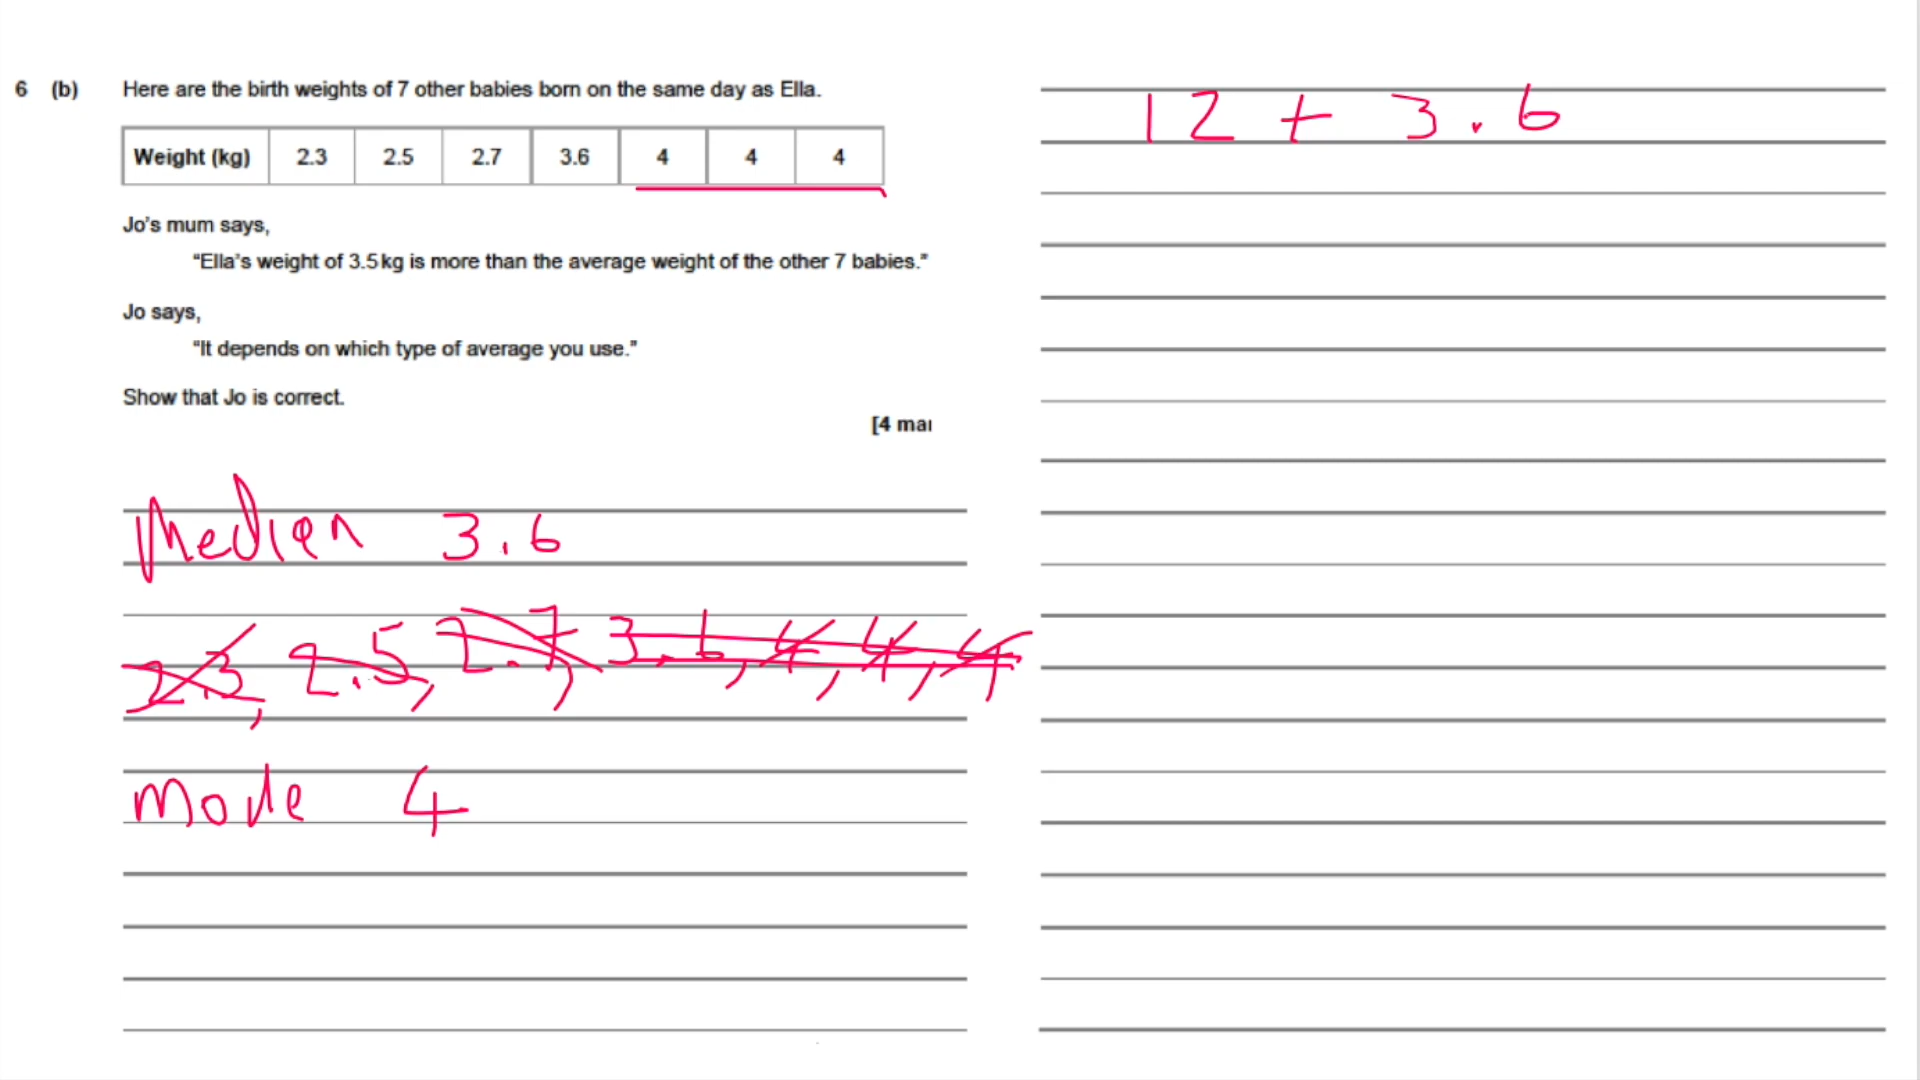 6 (b) Here are the birth weights of 7 other babies born on the same day as Ella.
Weight (kg) 2.3 2.5 2.7 3.6 4 4 4
Jo's mum says,
"Ella's weight of 3.5 kg is more than the average weight of the other 7 babies."
Jo says,
"It depends on which type of average you use."
Show that Jo is correct.
[4 mar
Median 3.6
2.3, 2.5, 2.7, 3.6, 4, 4, 4
Mode 4
12 + 3.6